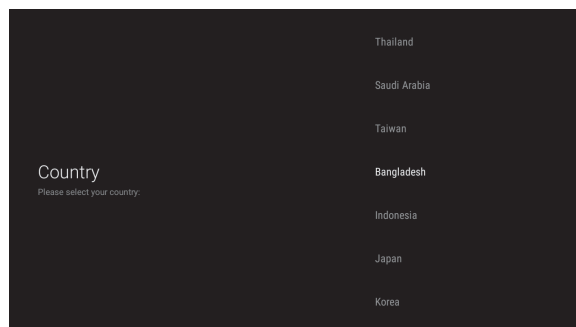 Country
Please select your country:
Thailand
Saudi Arabia
Taiwan
Bangladesh
Indonesia
Japan
Korea